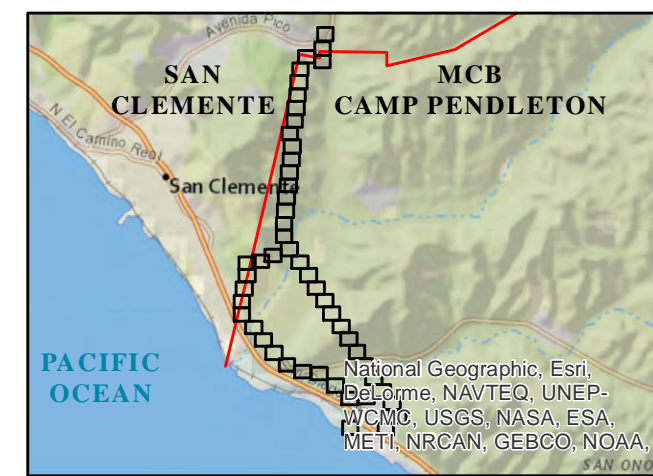 Avenida Pico
SAN
CLEMENTE
MCB
CAMP PENDLETON
N El Camino Real
San Clemente
PACIFIC
OCEAN
National Geographic, Esri,
DeLorme, NAVTEQ, UNEP-
WCMC, USGS, NASA, ESA,
METI, NRCAN, GEBCO, NOAA,
SAN ONO